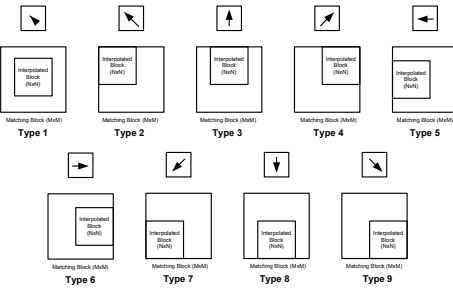 Interpolated
Block
(NxN)
Matching Block (MxM)
Type 1
Interpolated
Block
(NxN)
Matching Block (MxM)
Type 2
Interpolated
Block
(NxN)
Matching Block (MxM)
Type 3
Interpolated
Block
(NxN)
Matching Block (MxM)
Type 4
Interpolated
Block
(NxN)
Matching Block (MxM)
Type 5
Interpolated
Block
(NxN)
Matching Block (MxM)
Type 6
Interpolated
Block
(NxN)
Matching Block (MxM)
Type 7
Interpolated
Block
(NxN)
Matching Block (MxM)
Type 8
Interpolated
Block
(NxN)
Matching Block (MxM)
Type 9